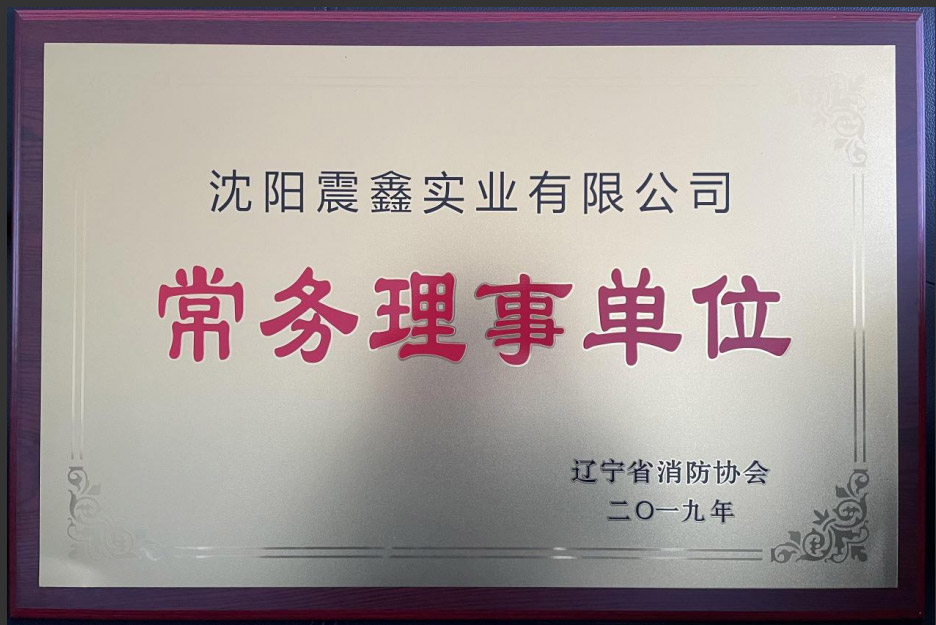 沈阳震鑫实业有限公司
常务理事单位
辽宁省消防协会
二〇一九年